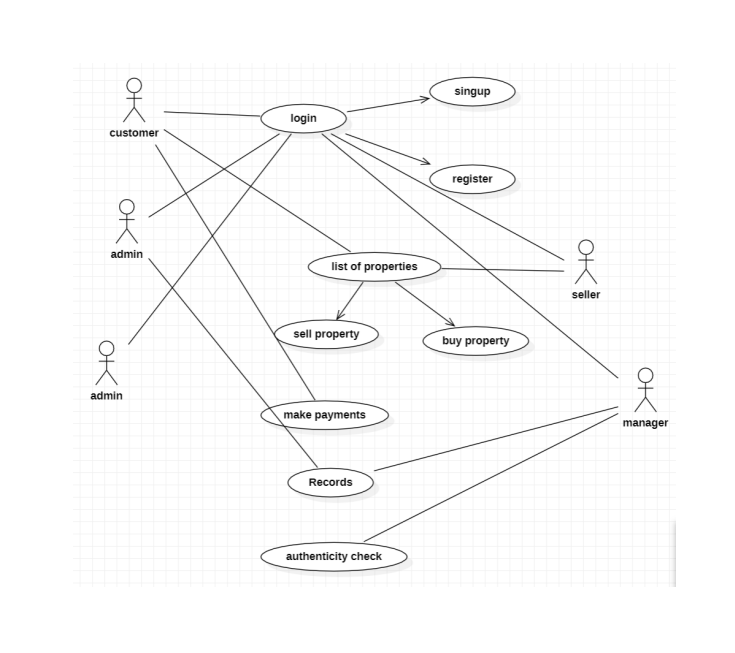 singup
login
customer
register
admin
list of properties
seller
sell property
buy property
admin
make payments
manager
Records
authenticity check